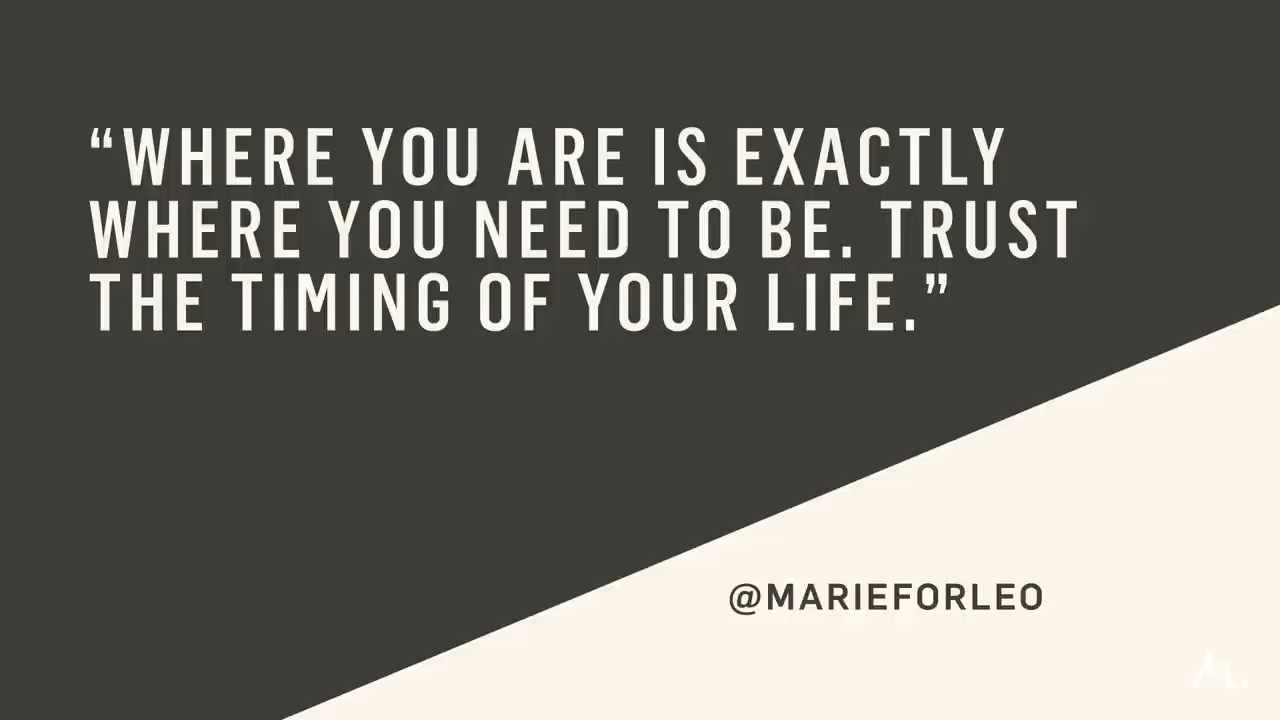 “WHERE YOU ARE IS EXACTLY
WHERE YOU NEED TO BE. TRUST
THE TIMING OF YOUR LIFE.”
@MARIEFORLEO
M.